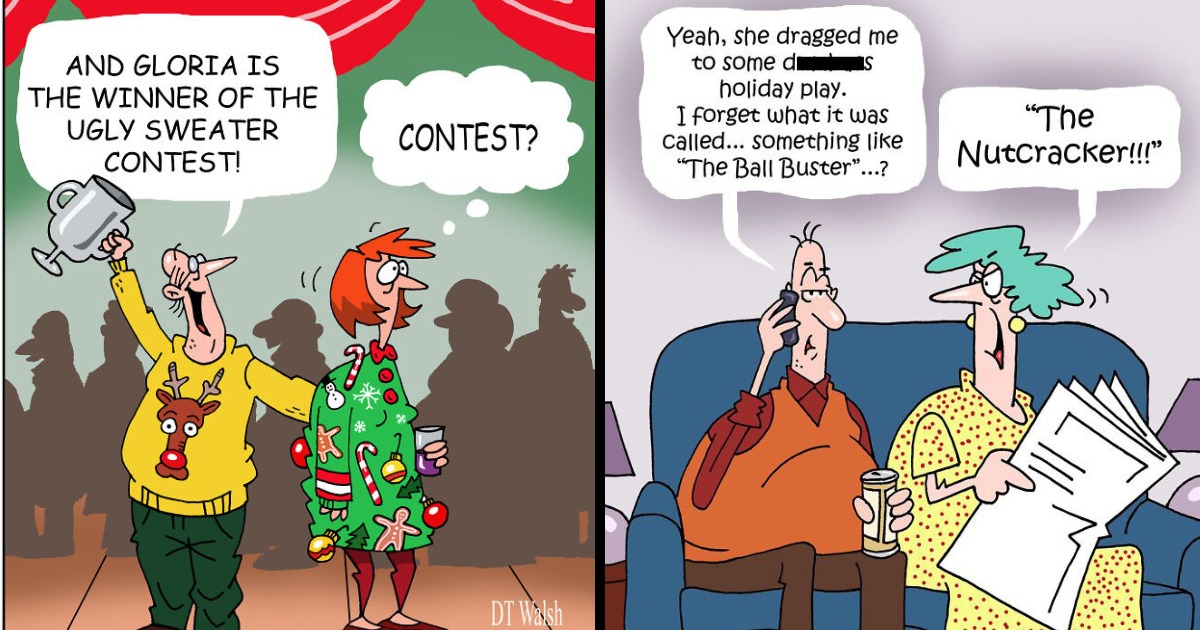 AND GLORIA IS
THE WINNER OF THE
UGLY SWEATER
CONTEST!
CONTEST?
DT Walsh
Yeah, she dragged me
to some d s
holiday play.
I forget what it was
called... something like
"The Ball Buster"...?
"The
Nutcracker!!!"